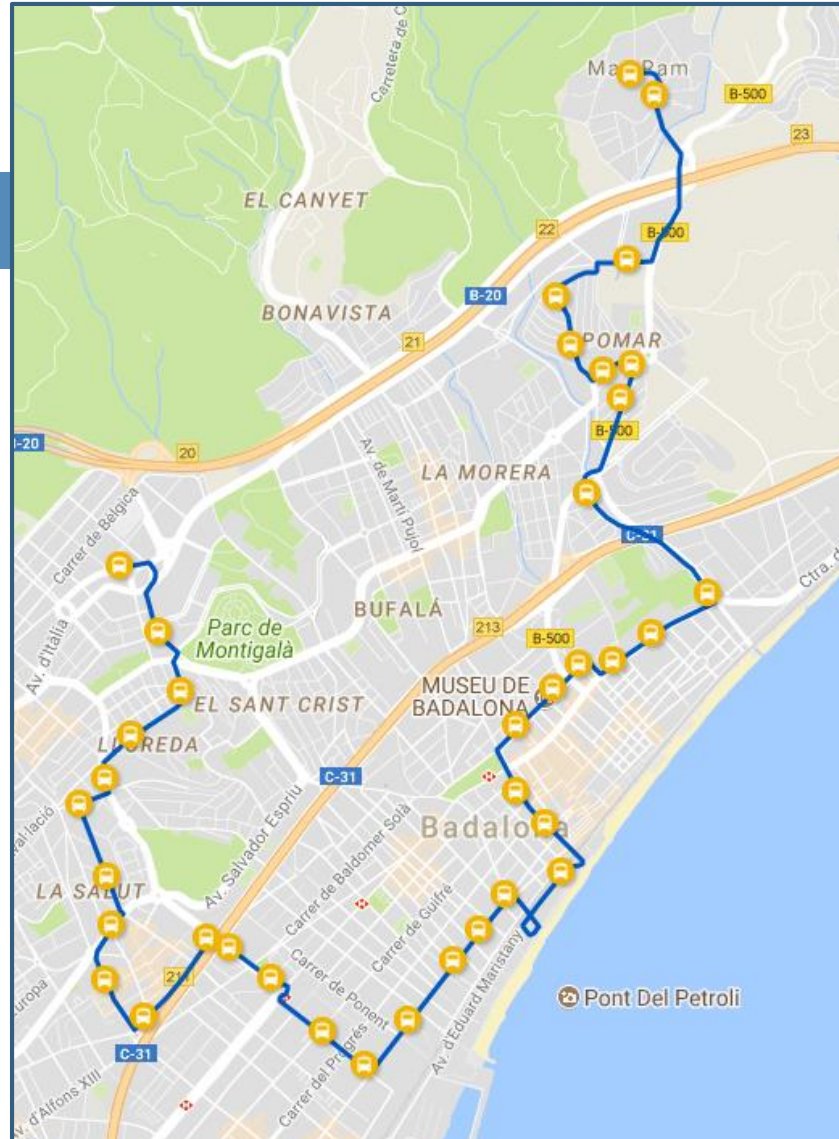 Carretera de C
B-500
23
EL CANYET
22
B-500
B-20
BONAVISTA
POMAR
21
20
20
B-500
Av. de Martí Pujol
LA MORERA
Carrer de Bèlgica
C-31
Ctra. d
BUFALÀ
213
Parc de
Montigalà
Av. d'Itàlia
B-500
MUSEU DE
BADALONA
EL SANT CRIST
LLOREDA
C-31
Badalona
Av. Salvador Espriu
Carrer de Baldomer Solà
LA SALUT
Carrer de Guifré
Av. d'Eduard Maristany
Carrer de Ponent
Europa
Pont Del Petroli
Carrer del Progrés
C-31
Av. d'Alfons XIII